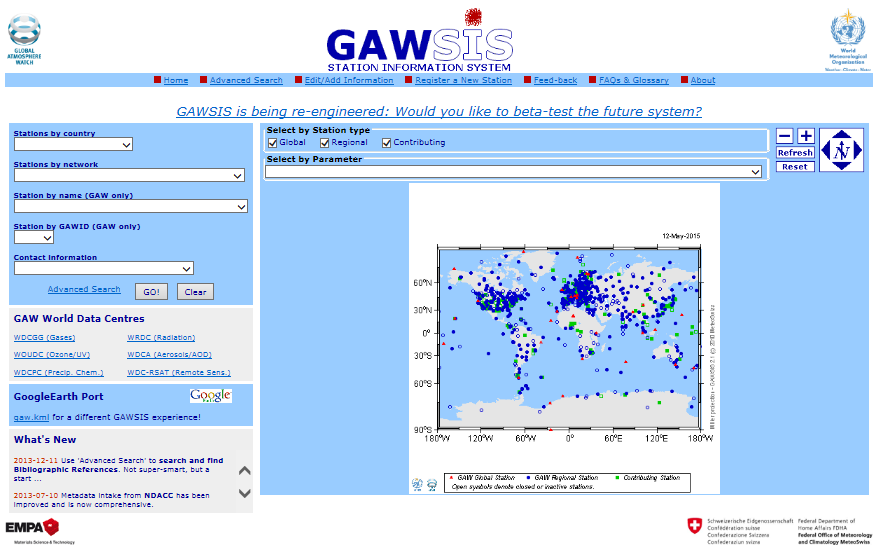 GLOBAL
ATMOSPHERE
WATCH
GAWSIS
STATION INFORMATION SYSTEM
World
Meteorological
Organization
Home Advanced Search Edit/Add Information Register a New Station Feed-back FAQs & Glossary About
GAWSIS is being re-engineered: Would you like to beta-test the future system?
Stations by country
Stations by network
Station by name (GAW only)
Station by GAWID (GAW only)
Contact Information
Advanced Search GO! Clear
GAW World Data Centres
WDCGG (Gases) WRDC (Radiation)
WOUDC (Ozone/UV) WDCA (Aerosols/AOD)
WDCPC (Precip. Chem.) WDC-RSAT (Remote Sens.)
GoogleEarth Port Google
gaw.kml for a different GAWSIS experience!
What's New
2013-12-11 Use 'Advanced Search' to search and find
Bibliographic References. Not super-smart, but a
start ...
2013-07-10 Metadata intake from NDACC has been
improved and is now comprehensive.
Select by Station type
Global Regional Contributing
Select by Parameter
Refresh
Reset
N
12-May-2015
60°N
30°N
0°
30°S
60°S
90°S
180°W 120°W 60°W 0° 60°E 120°E 180°W
GAW Global Station GAW Regional Station Contributing Station
Open symbols denote closed or inactive stations.
EMPA
Materials Science & Technology
Schweizerische Eidgenossenschaft
Confédération suisse
Confederazione Svizzera
Confederaziun svizra
Federal Department of
Home Affairs FDHA
Federal Office of Meteorology
and Climatology MeteoSwiss